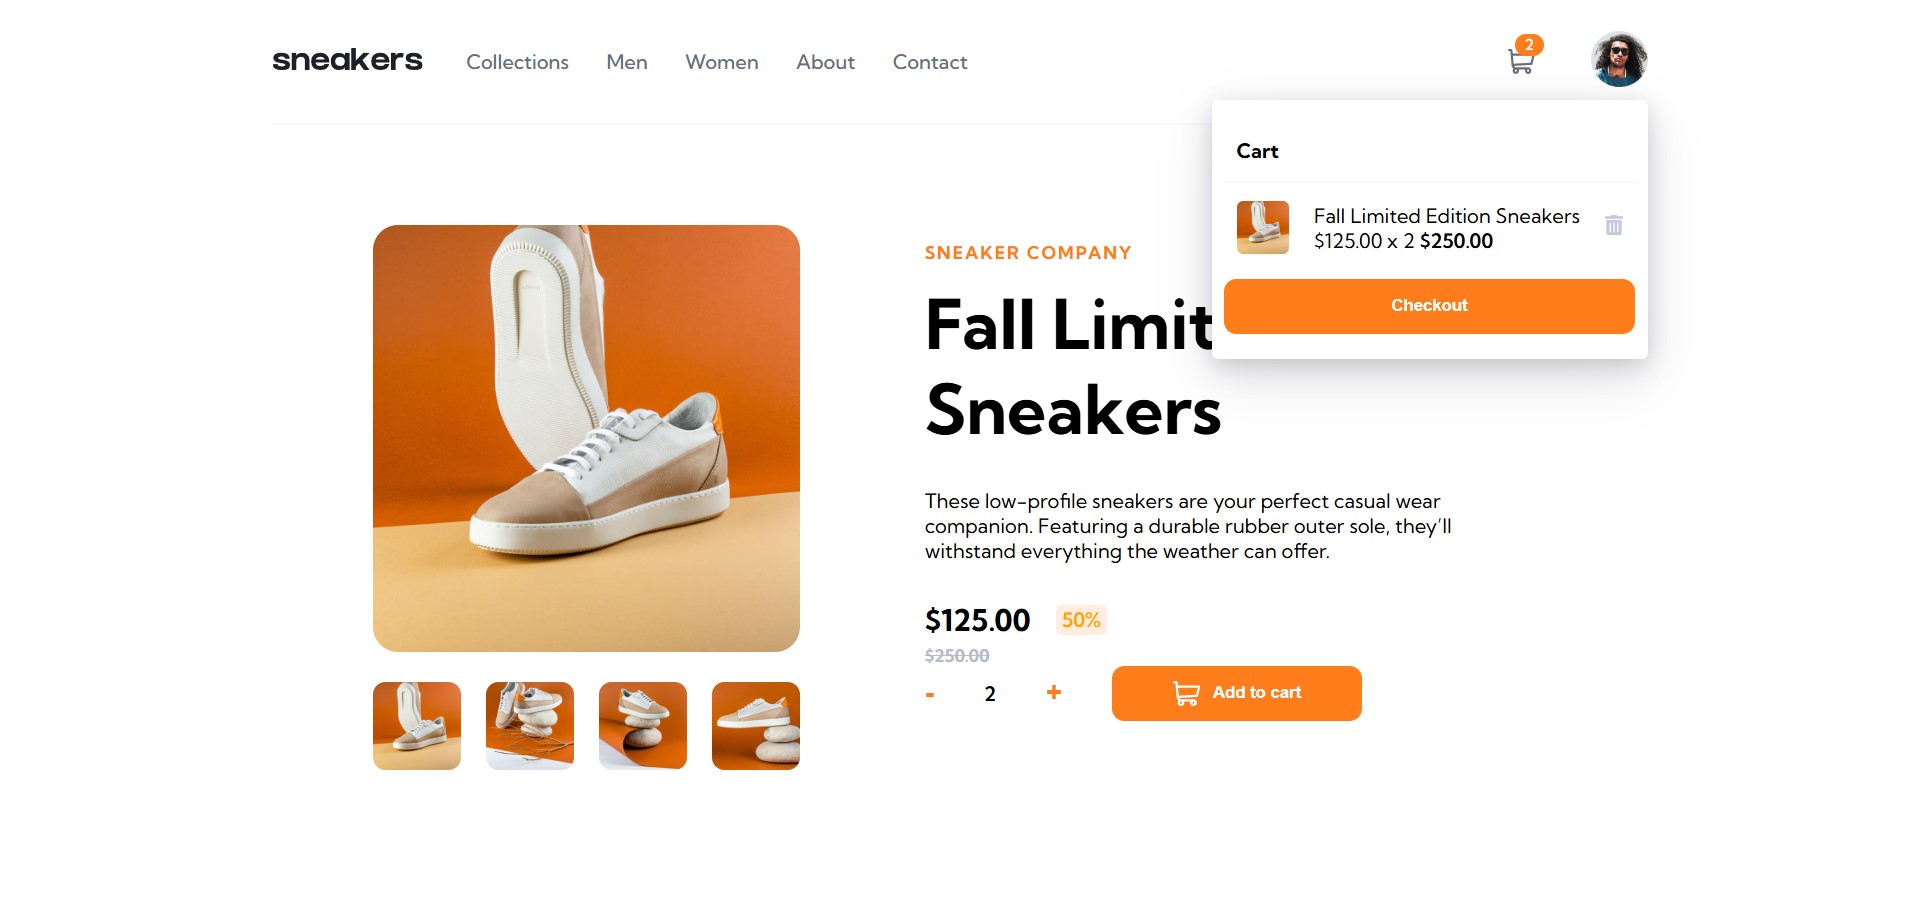 sneakers
Collections
Men
Women
About
Contact
2
Cart
Fall Limited Edition Sneakers
$125.00 x 2 $250.00
Checkout
SNEAKER COMPANY
Fall Limit
Sneakers
These low-profile sneakers are your perfect casual wear
companion. Featuring a durable rubber outer sole, they’ll
withstand everything the weather can offer.
$125.00 50%
$250.00
- 2 +
Add to cart